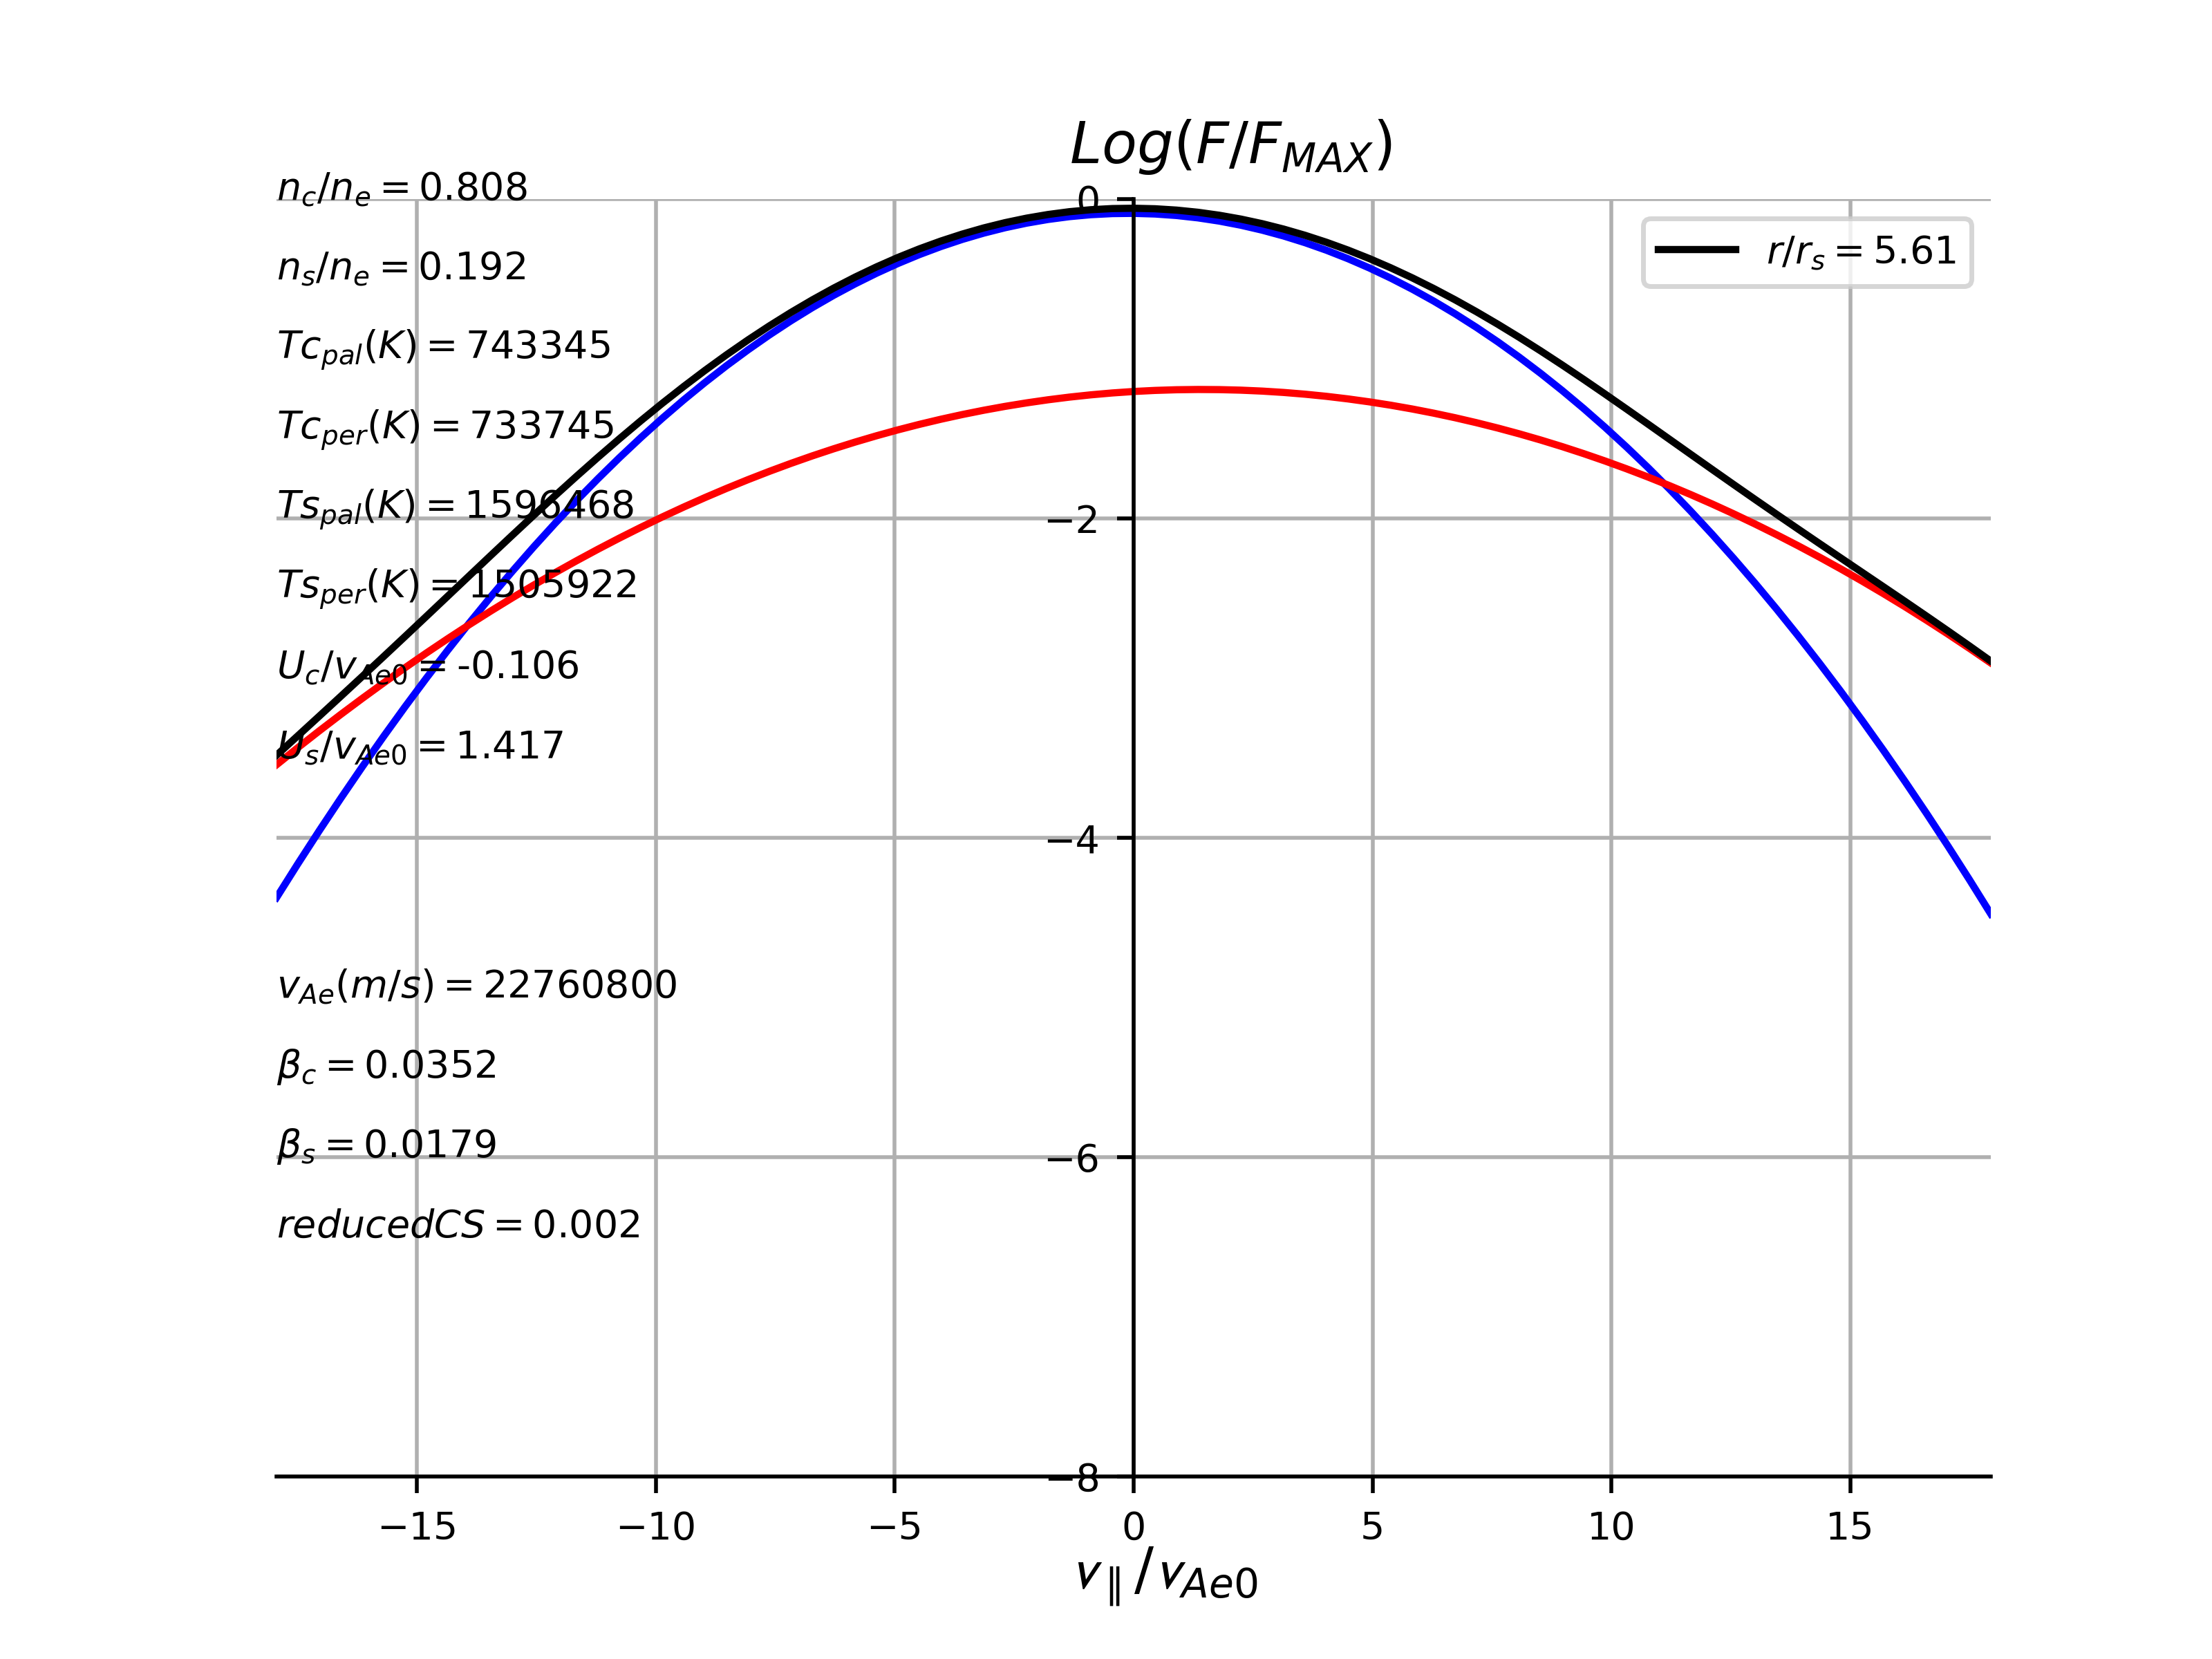 Log(F/F_MAX)
n_c/n_e = 0.808
0
r/r_s = 5.61
n_s/n_e = 0.192
Tc_pal(K) = 743345
Tc_per(K) = 733745
Ts_pal(K) = 1596468
−2
Ts_per(K) = 1505922
U_c/v_Ae0 = -0.106
U_s/v_Ae0 = 1.417
−4
v_Ae(m/s) = 22760800
β_c = 0.0352
β_s = 0.0179
−6
reducedCS = 0.002
−8
−15 −10 −5 0 5 10 15
v_∥/v_Ae0